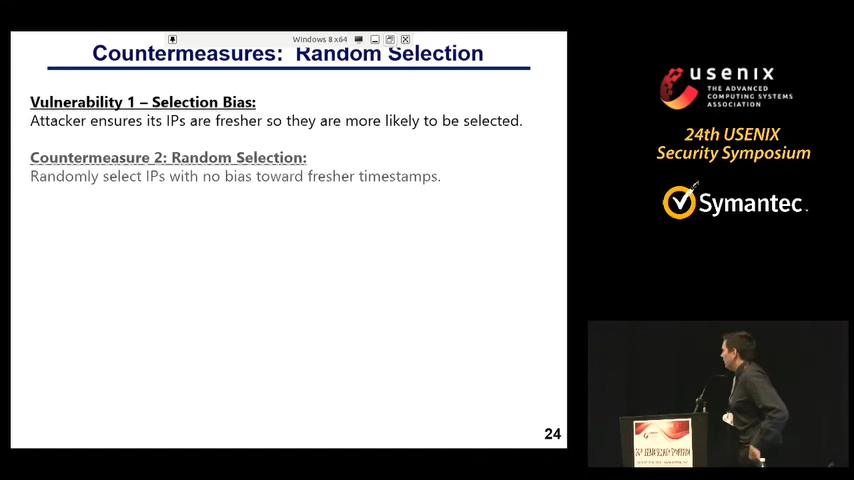 Windows 8 x64
Countermeasures: Random Selection
Vulnerability 1 – Selection Bias:
Attacker ensures its IPs are fresher so they are more likely to be selected.
Countermeasure 2: Random Selection:
Randomly select IPs with no bias toward fresher timestamps.
24
usenix
THE ADVANCED
COMPUTING SYSTEMS
ASSOCIATION
24th USENIX
Security Symposium
Symantec.